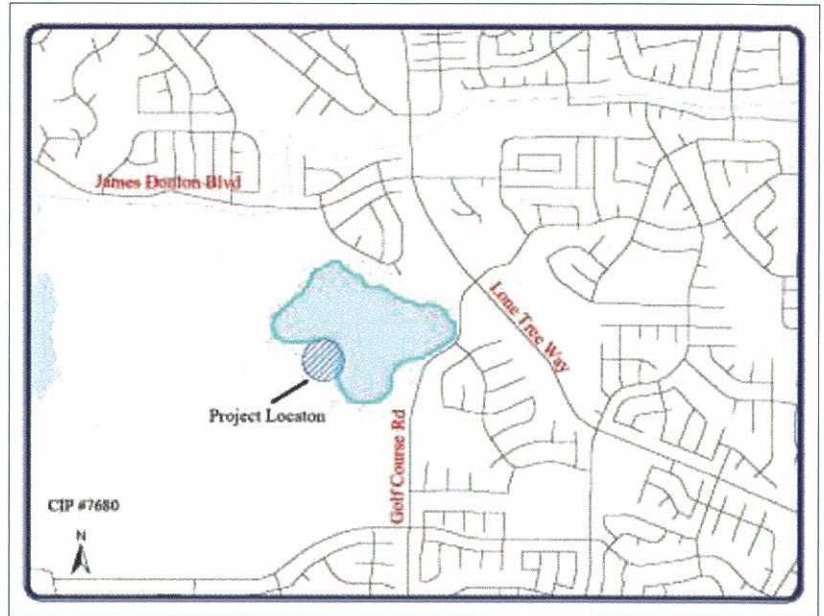 James Donlon Blvd
Lone Tree Way
Project Locaton
Golf Course Rd
CIP #7680
N